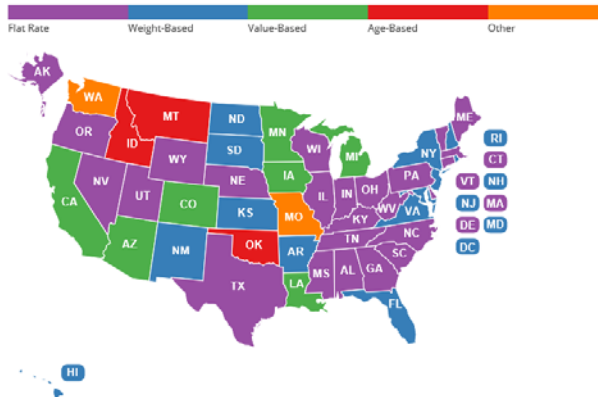 Flat Rate Weight-Based Value-Based Age-Based Other
AK
WA
MT
ND
MN
ME
OR
ID
SD
WI
MI
NY
RI
WY
IA
CT
NV
NE
PA
VT NH
UT
IL IN OH
NJ MA
CA
CO
KS
MO
WV VA
DE MD
KY
DC
AZ
NM
OK
AR
TN
NC
SC
TX
LA
MS AL GA
FL
HI